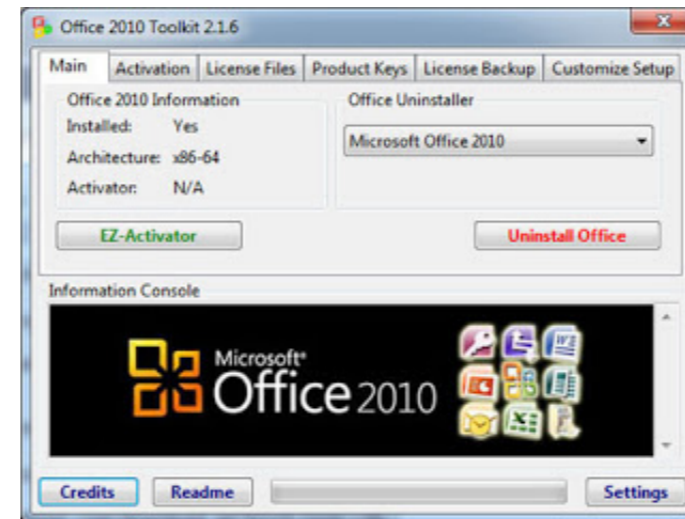 Office 2010 Toolkit 2.1.6
Main Activation License Files Product Keys License Backup Customize Setup
Office 2010 Information
Installed: Yes
Architecture: x86-64
Activator: N/A
EZ-Activator
Office Uninstaller
Microsoft Office 2010
Uninstall Office
Information Console
Microsoft
Office 2010
Credits Readme Settings